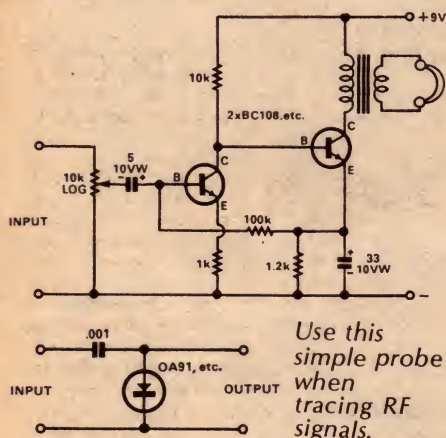 +9V
10k
2xBC108.etc.
C
B
E
5
10VW
- +
B
C
E
10k
LOG
INPUT
100k
1k
1.2k
+
33
10VW
-
.001
OA91, etc.
INPUT
OUTPUT
Use this
simple probe
when
tracing RF
signals.